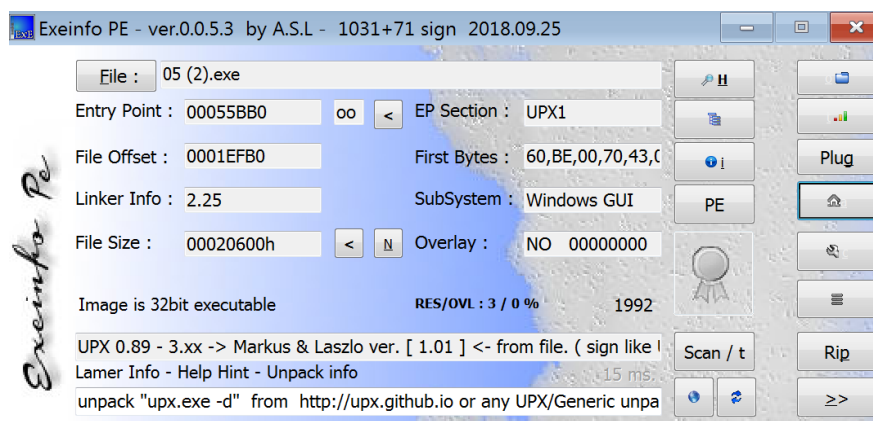 Exeinfo PE - ver.0.0.5.3 by A.S.L - 1031+71 sign 2018.09.25
File : 05 (2).exe H
Entry Point : 00055BB0 oo < EP Section : UPX1
File Offset : 0001EFB0 First Bytes : 60,BE,00,70,43,0 i Plug
Linker Info : 2.25 SubSystem : Windows GUI PE
File Size : 00020600h < N Overlay : NO 00000000
Image is 32bit executable RES/OVL : 3 / 0 % 1992
UPX 0.89 - 3.xx -> Markus & Laszlo ver. [ 1.01 ] <- from file. ( sign like Scan / t Rip
Lamer Info - Help Hint - Unpack info 15 ms.
unpack "upx.exe -d" from http://upx.github.io or any UPX/Generic unpa >>
Exeinfo Pe